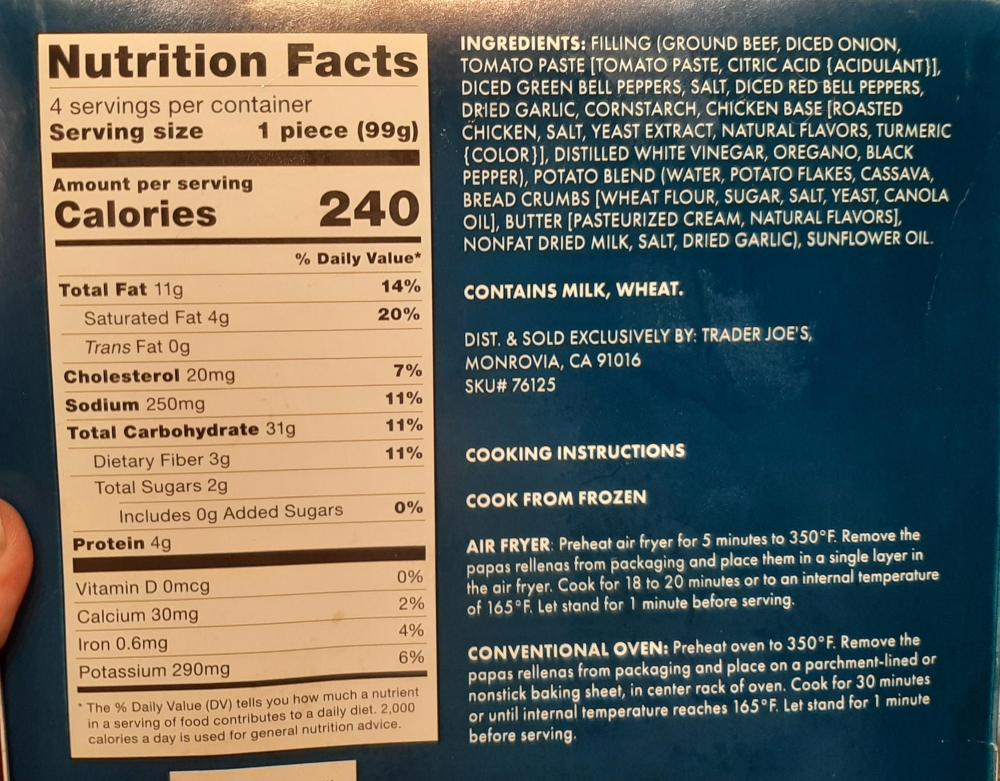 Nutrition Facts
4 servings per container
Serving size 1 piece (99g)
Amount per serving
Calories 240
% Daily Value*
Total Fat 11g 14%
Saturated Fat 4g 20%
Trans Fat 0g
Cholesterol 20mg 7%
Sodium 250mg 11%
Total Carbohydrate 31g 11%
Dietary Fiber 3g 11%
Total Sugars 2g
Includes 0g Added Sugars 0%
Protein 4g
Vitamin D 0mcg 0%
Calcium 30mg 2%
Iron 0.6mg 4%
Potassium 290mg 6%
* The % Daily Value (DV) tells you how much a nutrient
in a serving of food contributes to a daily diet. 2,000
calories a day is used for general nutrition advice.
INGREDIENTS: FILLING (GROUND BEEF, DICED ONION,
TOMATO PASTE [TOMATO PASTE, CITRIC ACID {ACIDULANT}],
DICED GREEN BELL PEPPERS, SALT, DICED RED BELL PEPPERS,
DRIED GARLIC, CORNSTARCH, CHICKEN BASE [ROASTED
CHICKEN, SALT, YEAST EXTRACT, NATURAL FLAVORS, TURMERIC
{COLOR}], DISTILLED WHITE VINEGAR, OREGANO, BLACK
PEPPER), POTATO BLEND (WATER, POTATO FLAKES, CASSAVA,
BREAD CRUMBS [WHEAT FLOUR, SUGAR, SALT, YEAST, CANOLA
OIL], BUTTER [PASTEURIZED CREAM, NATURAL FLAVORS],
NONFAT DRIED MILK, SALT, DRIED GARLIC), SUNFLOWER OIL.
CONTAINS MILK, WHEAT.
DIST. & SOLD EXCLUSIVELY BY: TRADER JOE'S,
MONROVIA, CA 91016
SKU# 76125
COOKING INSTRUCTIONS
COOK FROM FROZEN
AIR FRYER: Preheat air fryer for 5 minutes to 350°F. Remove the
papas rellenas from packaging and place them in a single layer in
the air fryer. Cook for 18 to 20 minutes or to an internal temperature
of 165°F. Let stand for 1 minute before serving.
CONVENTIONAL OVEN: Preheat oven to 350°F. Remove the
papas rellenas from packaging and place on a parchment-lined or
nonstick baking sheet, in center rack of oven. Cook for 30 minutes
or until internal temperature reaches 165°F. Let stand for 1 minute
before serving.